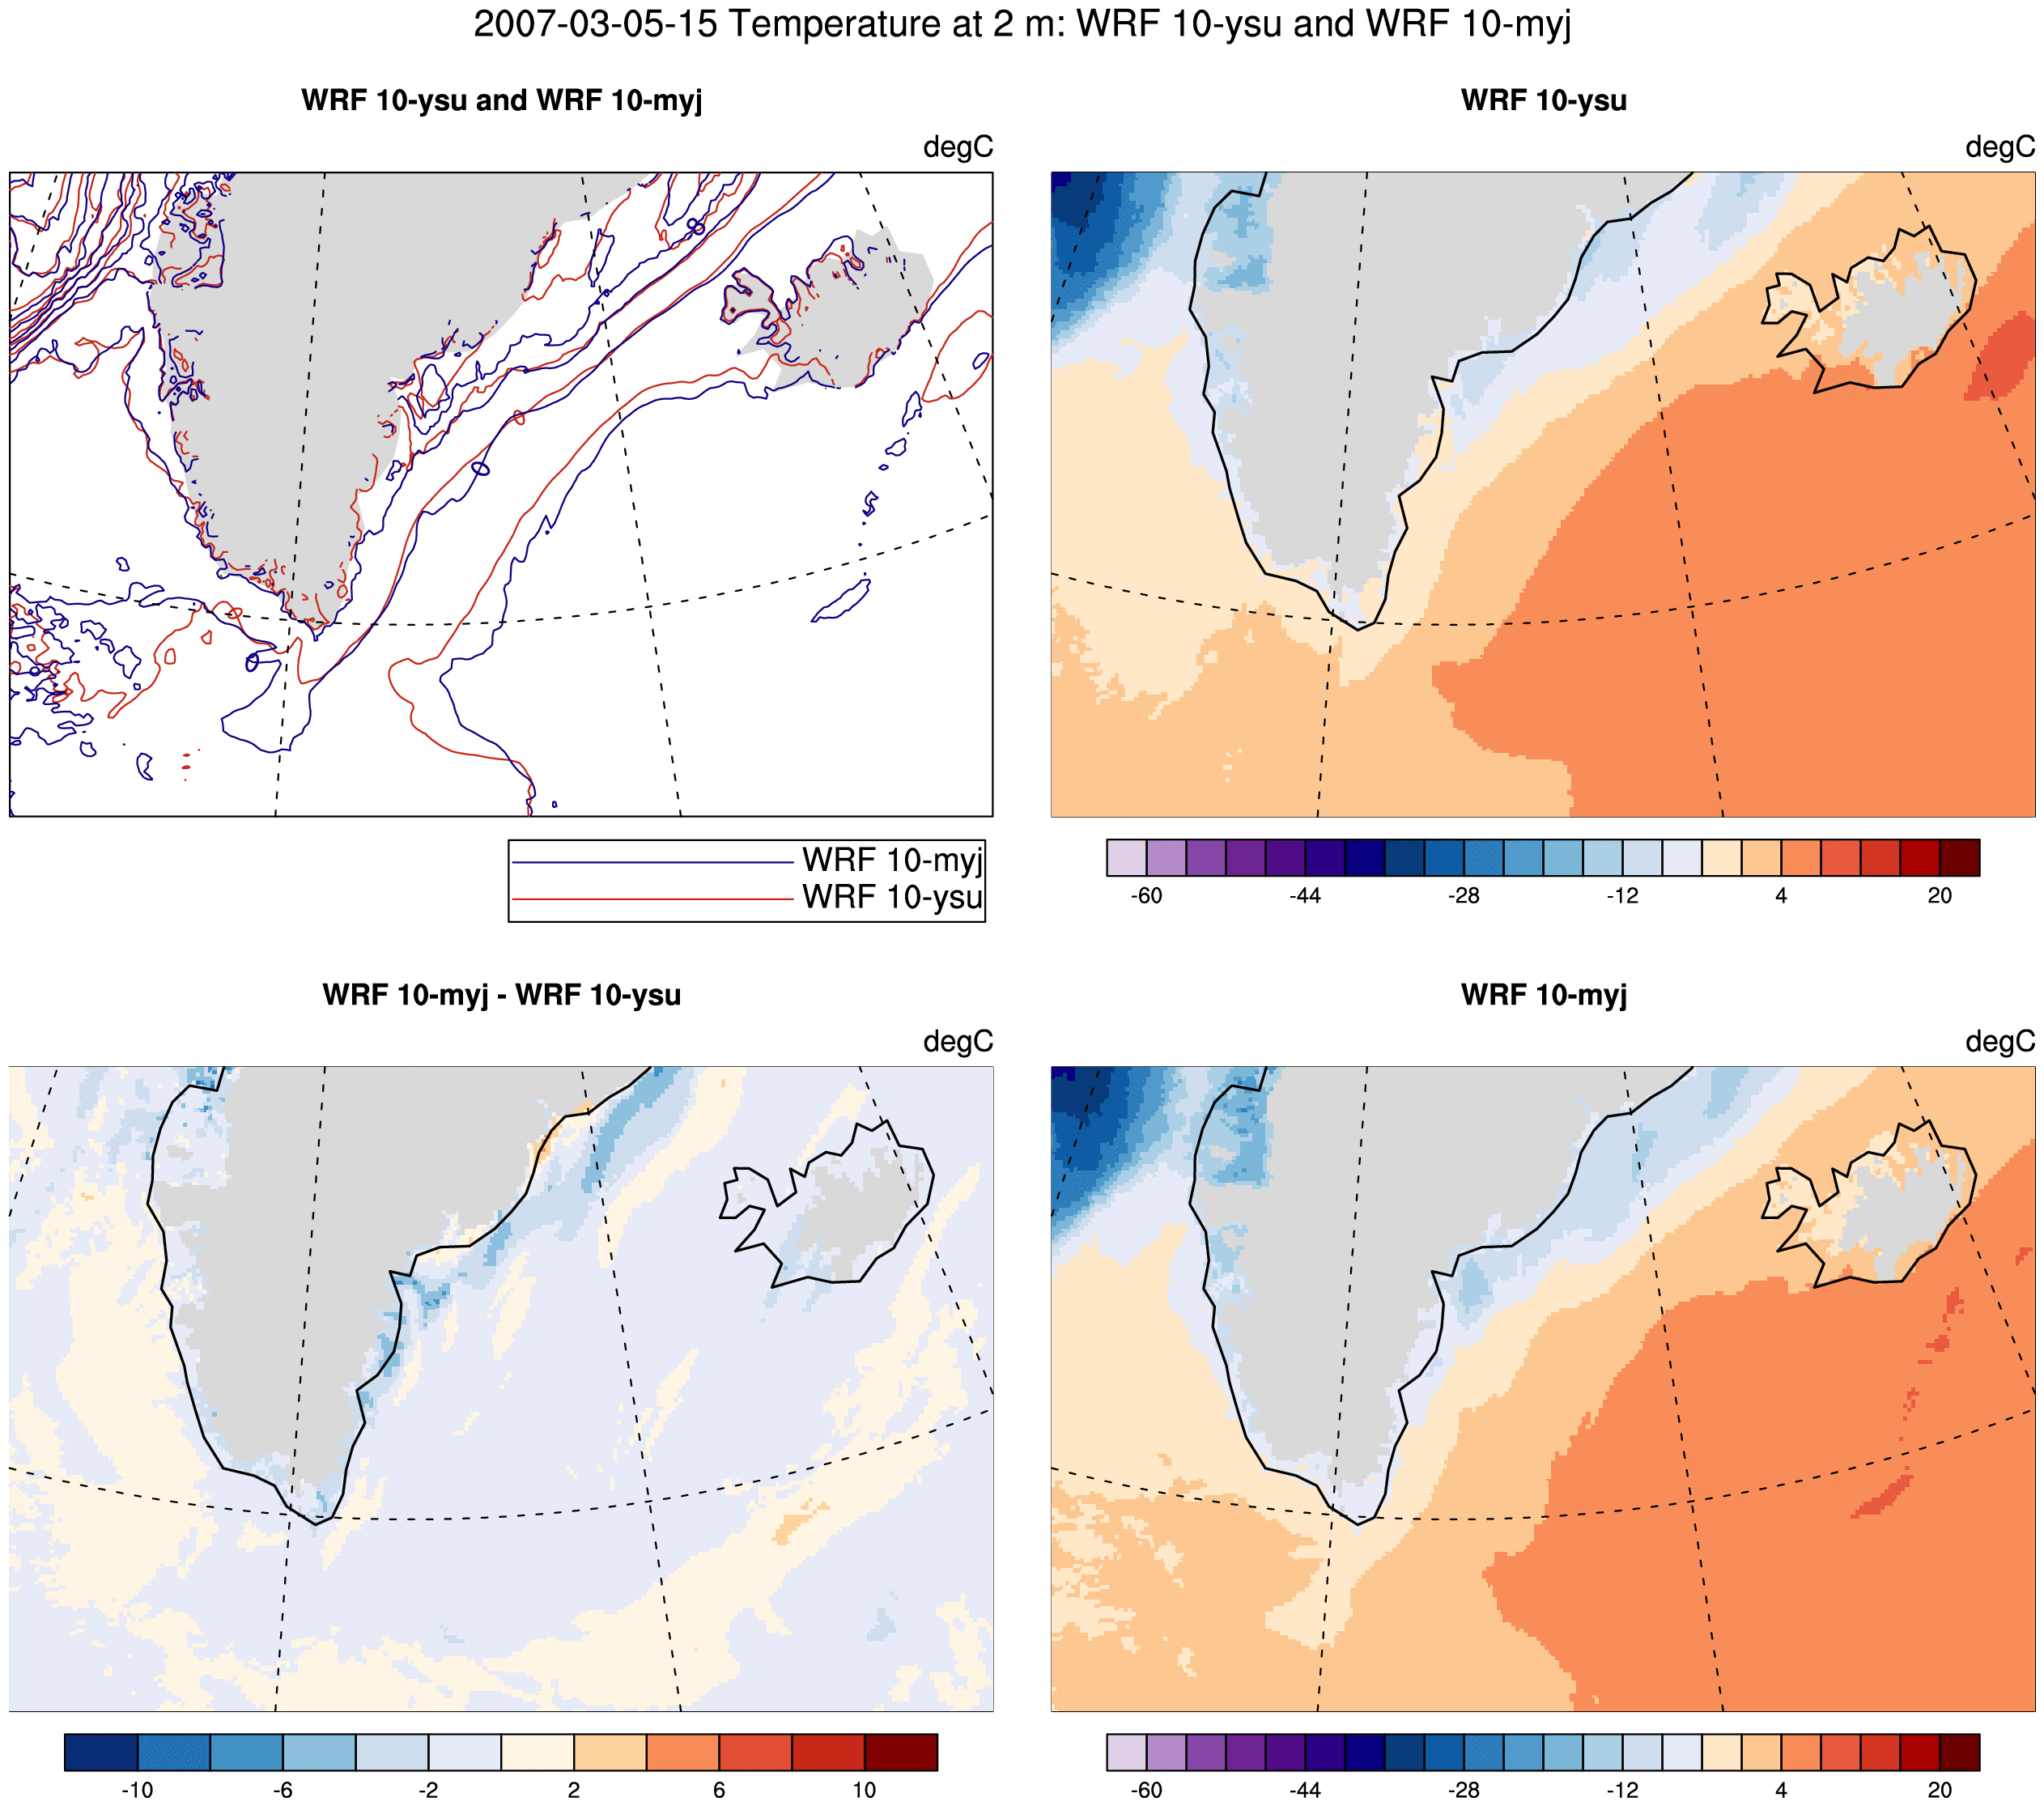 2007-03-05-15 Temperature at 2 m: WRF 10-ysu and WRF 10-myj
WRF 10-ysu and WRF 10-myj
degC
WRF 10-myj
WRF 10-ysu
WRF 10-ysu
degC
-60 -44 -28 -12 4 20
WRF 10-myj - WRF 10-ysu
degC
-10 -6 -2 2 6 10
WRF 10-myj
degC
-60 -44 -28 -12 4 20